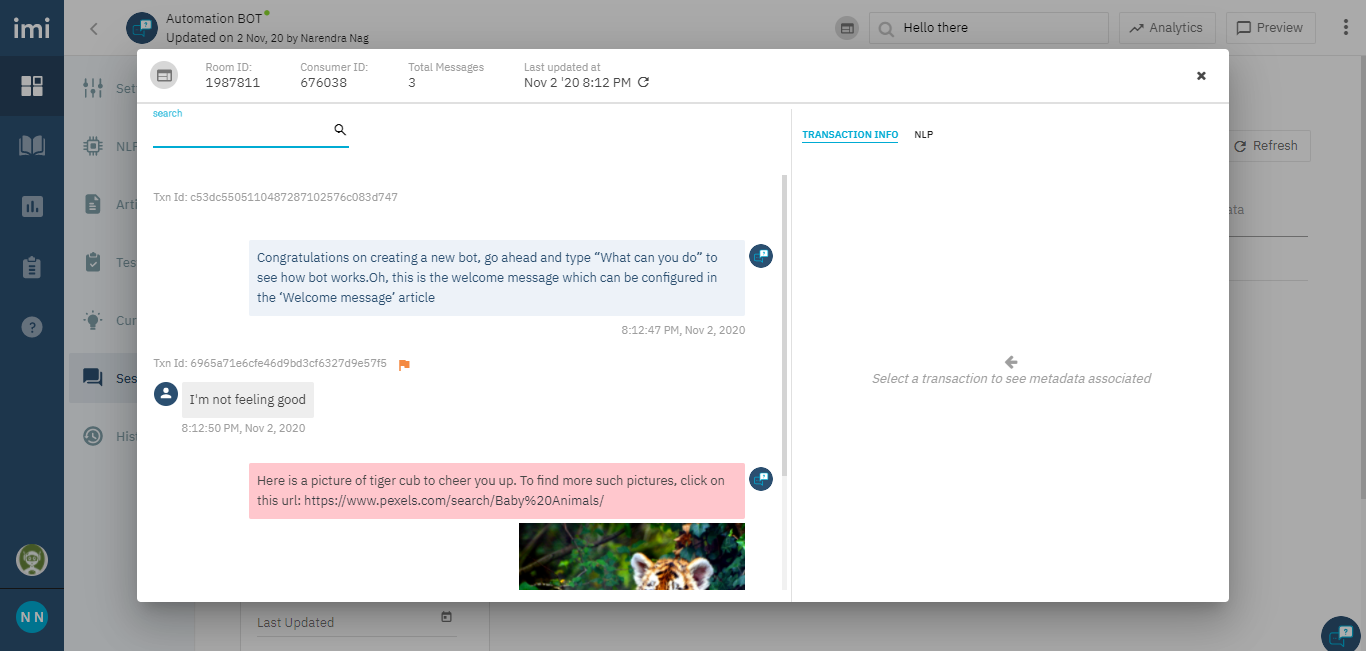 imi
Automation BOT
Updated on 2 Nov, 20 by Narendra Nag
Hello there
Analytics
Preview
Room ID:
1987811
Consumer ID:
676038
Total Messages
3
Last updated at
Nov 2 '20 8:12 PM
search
TRANSACTION INFO
NLP
Refresh
Set
NLP
Arti
Tes
Cur
Ses
Hist
ata
Txn Id: c53dc5505110487287102576c083d747
Congratulations on creating a new bot, go ahead and type “What can you do” to
see how bot works.Oh, this is the welcome message which can be configured in
the ‘Welcome message’ article
8:12:47 PM, Nov 2, 2020
Txn Id: 6965a71e6cfe46d9bd3cf6327d9e57f5
I'm not feeling good
8:12:50 PM, Nov 2, 2020
Here is a picture of tiger cub to cheer you up. To find more such pictures, click on
this url: https://www.pexels.com/search/Baby%20Animals/
Select a transaction to see metadata associated
N N
Last Updated